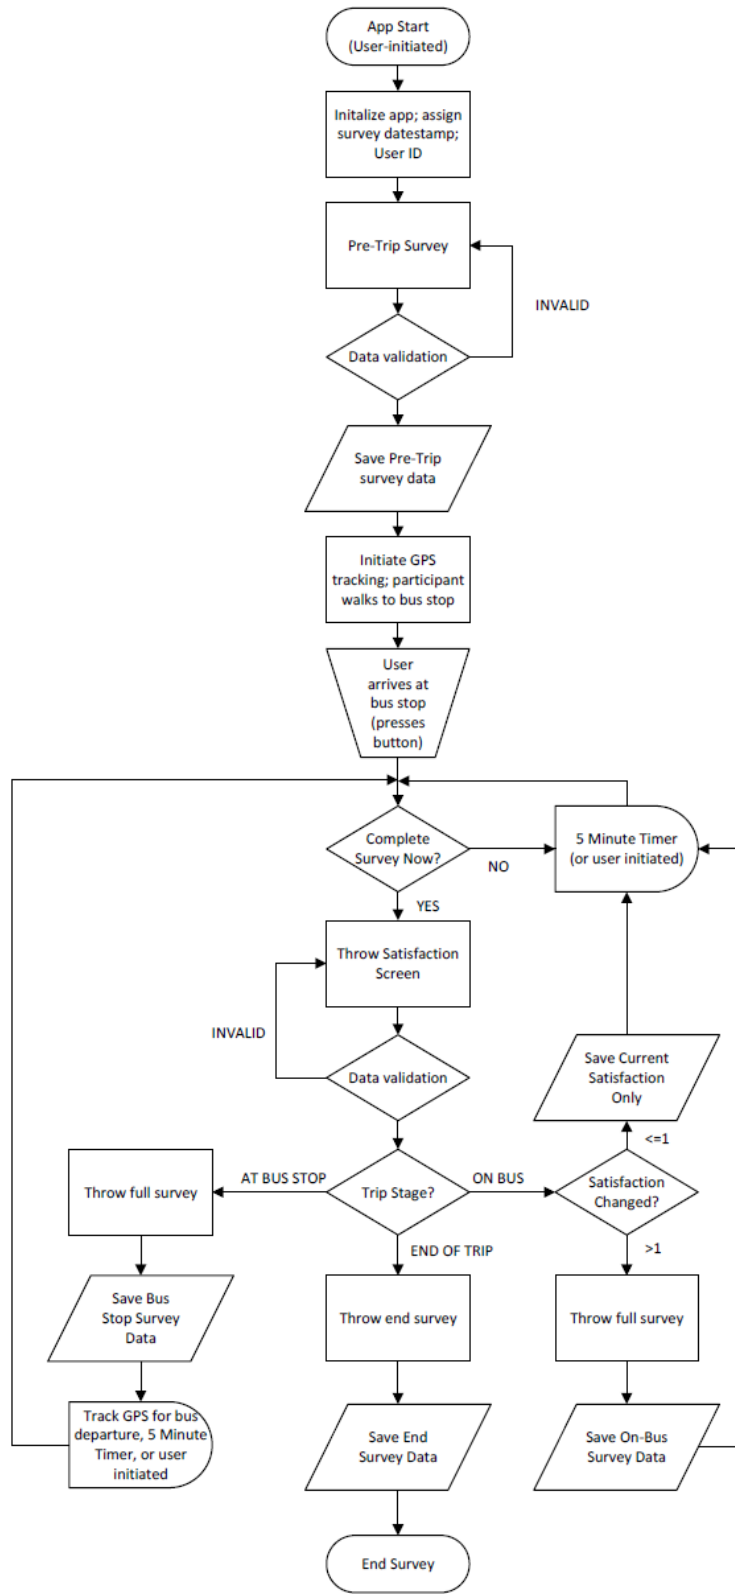 App Start
(User-initiated)
Initalize app; assign
survey datestamp;
User ID
Pre-Trip Survey
INVALID
Data validation
Save Pre-Trip
survey data
Initiate GPS
tracking; participant
walks to bus stop
User
arrives at
bus stop
(presses
button)
Complete
Survey Now?
NO
5 Minute Timer
(or user initiated)
YES
Throw Satisfaction
Screen
INVALID
Data validation
Save Current
Satisfaction
Only
<=1
Throw full survey
AT BUS STOP
Trip Stage?
ON BUS
Satisfaction
Changed?
END OF TRIP
>1
Save Bus
Stop Survey
Data
Throw end survey
Throw full survey
Track GPS for bus
departure, 5 Minute
Timer, or user
initiated
Save End
Survey Data
Save On-Bus
Survey Data
End Survey